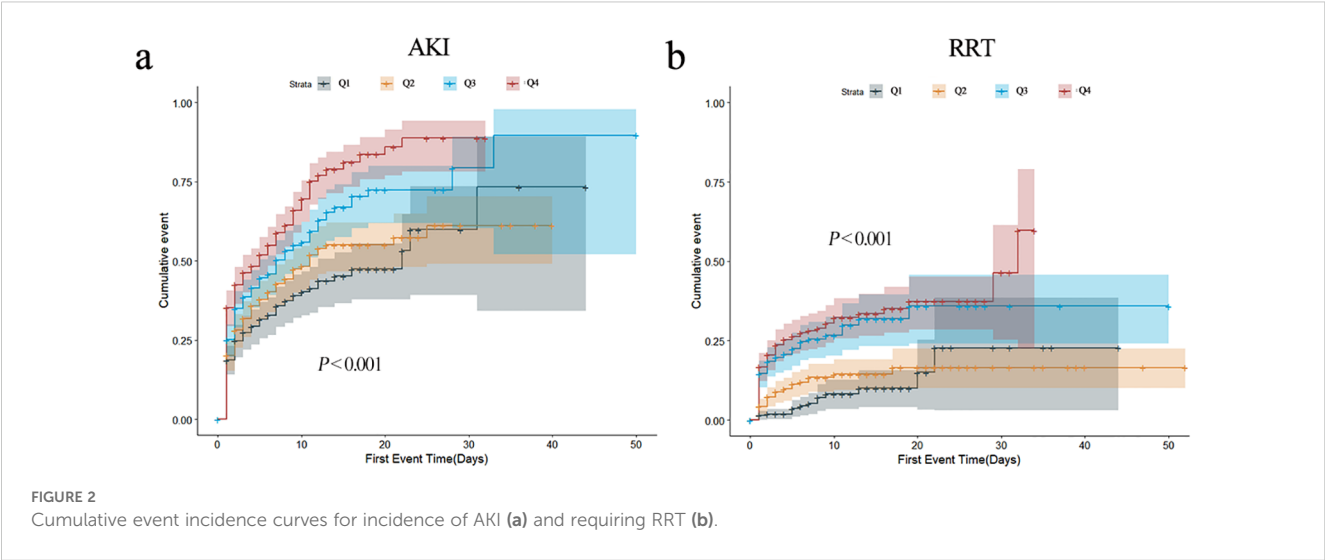 a
AKI
Strata Q1 Q2 Q3 Q4
1.00
0.75
0.50
0.25
0.00
Cumulative event
P<0.001
0 10 20 30 40 50
First Event Time(Days)
b
RRT
Strata Q1 Q2 Q3 Q4
1.00
0.75
0.50
0.25
0.00
Cumulative event
P<0.001
0 10 20 30 40 50
First Event Time(Days)
FIGURE 2
Cumulative event incidence curves for incidence of AKI (a) and requiring RRT (b).